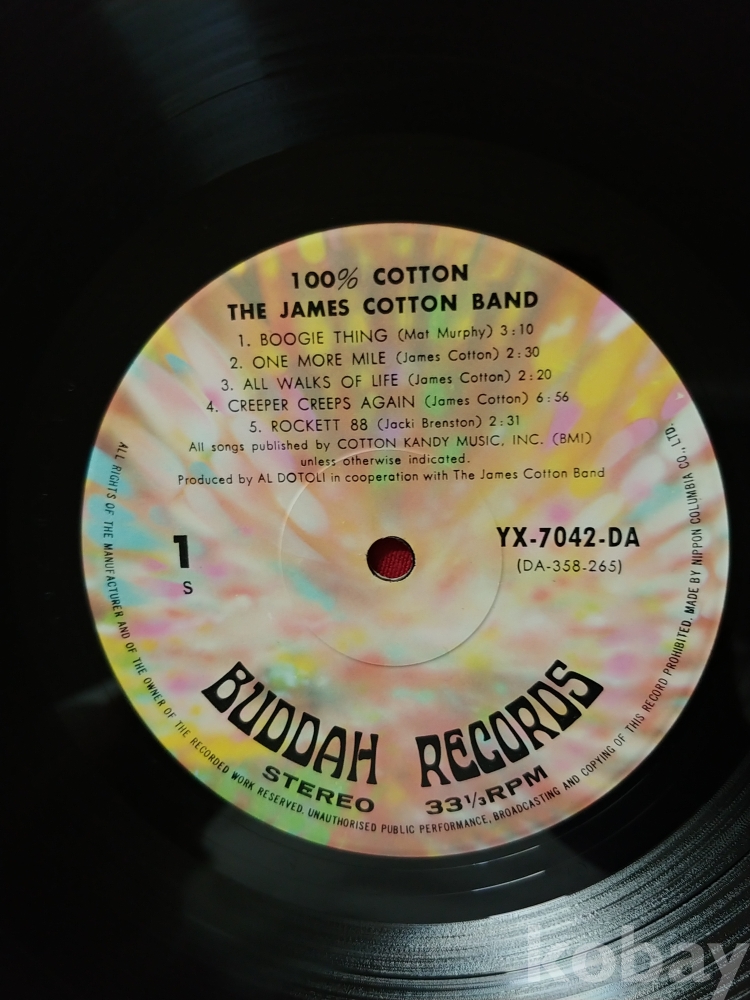 100% COTTON
THE JAMES COTTON BAND
1. BOOGIE THING (Mat Murphy) 3:10
2. ONE MORE MILE (James Cotton) 2:30
3. ALL WALKS OF LIFE (James Cotton) 2:20
4. CREEPER CREEPS AGAIN (James Cotton) 6:56
5. ROCKETT 88 (Jacki Brenston) 2:31
All songs published by COTTON KANDY MUSIC, INC. (BMI)
unless otherwise indicated.
Produced by AL DOTOLI in cooperation with The James Cotton Band
1
S
YX-7042-DA
(DA-358-265)
BUDDAH RECORDS
STEREO 33⅓RPM
ALL RIGHTS OF THE MANUFACTURER AND OF THE OWNER OF THE RECORDED WORK RESERVED. UNAUTHORISED PUBLIC PERFORMANCE, BROADCASTING AND COPYING OF THIS RECORD PROHIBITED. MADE BY NIPPON COLUMBIA CO., LTD.
kobay